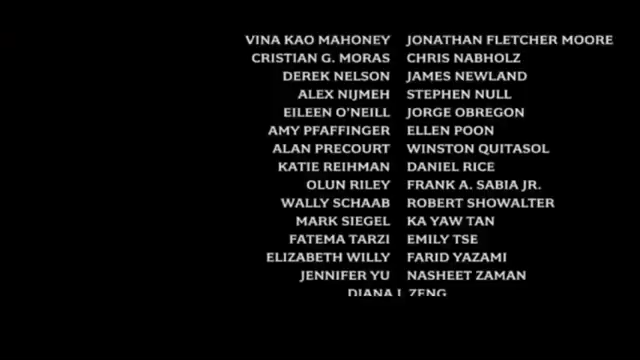 VINA KAO MAHONEY JONATHAN FLETCHER MOORE
CRISTIAN G. MORAS CHRIS NABHOLZ
DEREK NELSON JAMES NEWLAND
ALEX NIJMEH STEPHEN NULL
EILEEN O'NEILL JORGE OBREGON
AMY PFAFFINGER ELLEN POON
ALAN PRECOURT WINSTON QUITASOL
KATIE REIHMAN DANIEL RICE
OLUN RILEY FRANK A. SABIA JR.
WALLY SCHAAB ROBERT SHOWALTER
MARK SIEGEL KA YAW TAN
FATEMA TARZI EMILY TSE
ELIZABETH WILLY FARID YAZAMI
JENNIFER YU NASHEET ZAMAN
DIANA J. ZENG